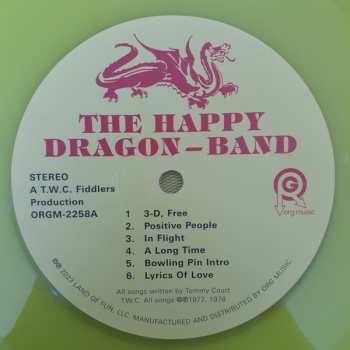 THE HAPPY
DRAGON-BAND
STEREO
A T.W.C. Fiddlers
Production
ORGM-2258A
org music
1 3-D, Free
2. Positive People
3. In Flight
4. A Long Time
5. Bowling Pin Intro
6. Lyrics Of Love
All songs written by Tommy Court
T.W.C. All songs ©℗1977, 1978
℗© 2023 LAND OF FUN, LLC. MANUFACTURED AND DISTRIBUTED BY ORG MUSIC